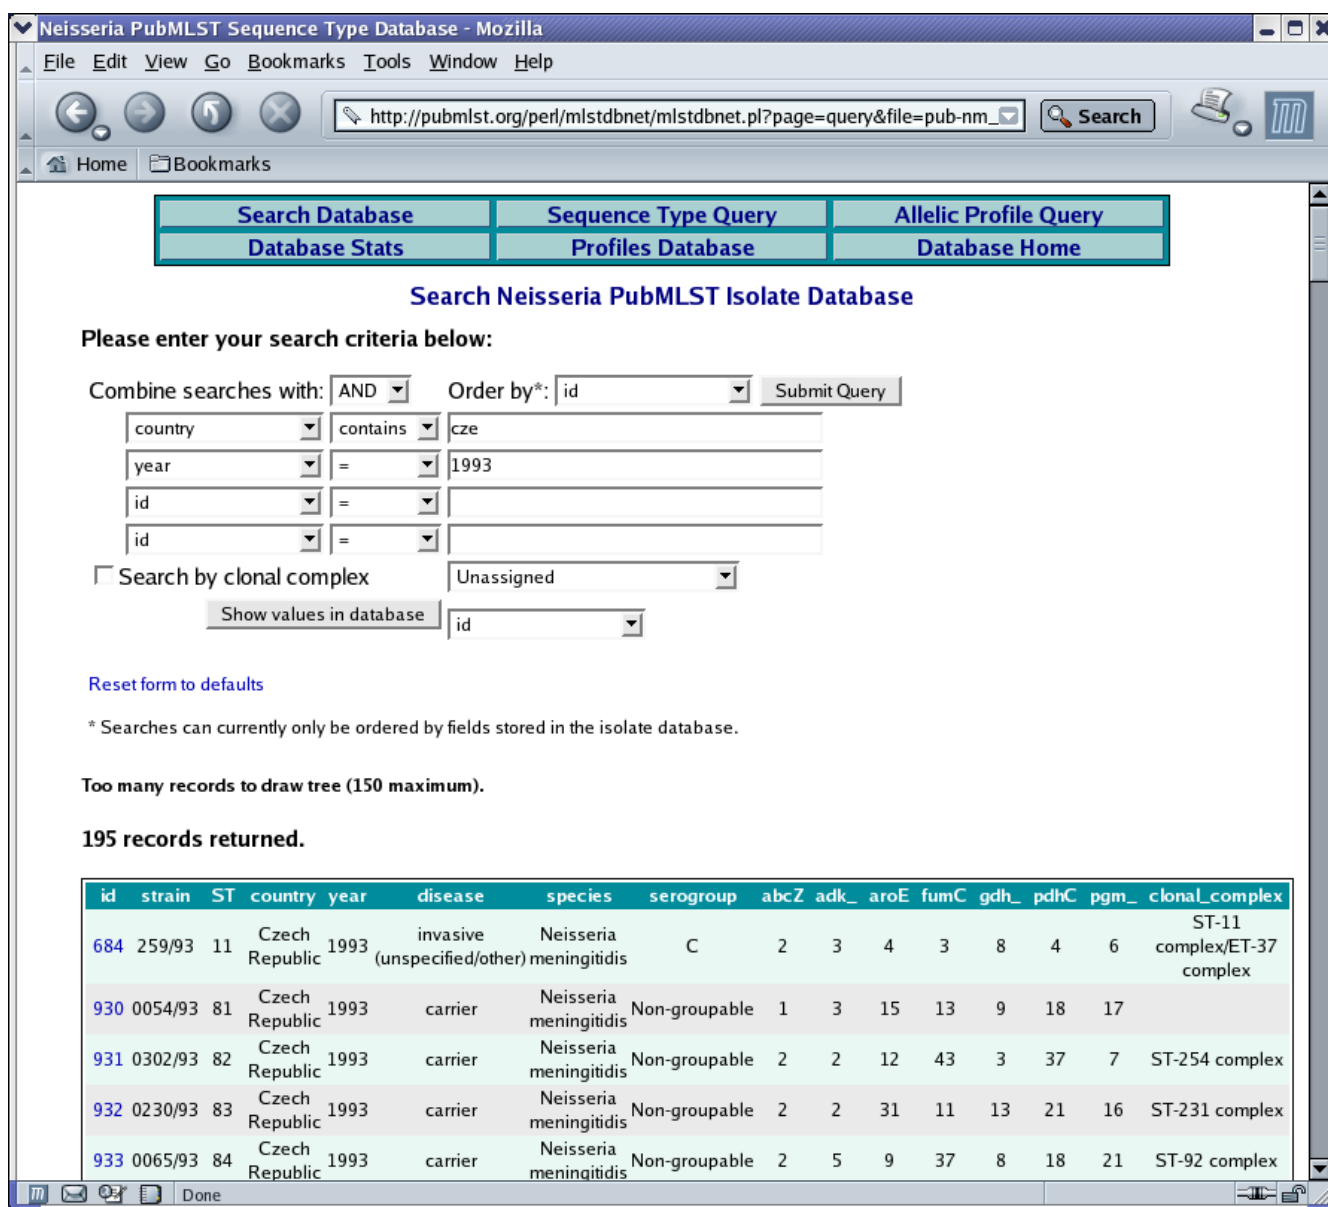 Neisseria PubMLST Sequence Type Database - Mozilla
File Edit View Go Bookmarks Tools Window Help
http://pubmlst.org/perl/mlstdbnet/mlstdbnet.pl?page=query&file=pub-nm_ Search
Home Bookmarks
Search Database Sequence Type Query Allelic Profile Query
Database Stats Profiles Database Database Home
Search Neisseria PubMLST Isolate Database
Please enter your search criteria below:
Combine searches with: AND Order by*: id Submit Query
country contains cze
year = 1993
id =
id =
Search by clonal complex Unassigned
Show values in database id
Reset form to defaults
* Searches can currently only be ordered by fields stored in the isolate database.
Too many records to draw tree (150 maximum).
195 records returned.
id strain ST country year disease species serogroup abcZ adk_ aroE fumC gdh_ pdhC pgm_ clonal_complex
684 259/93 11 Czech Republic 1993 invasive (unspecified/other) Neisseria meningitidis C 2 3 4 3 8 4 6 ST-11 complex/ET-37 complex
930 0054/93 81 Czech Republic 1993 carrier Neisseria meningitidis Non-groupable 1 3 15 13 9 18 17
931 0302/93 82 Czech Republic 1993 carrier Neisseria meningitidis Non-groupable 2 2 12 43 3 37 7 ST-254 complex
932 0230/93 83 Czech Republic 1993 carrier Neisseria meningitidis Non-groupable 2 2 31 11 13 21 16 ST-231 complex
933 0065/93 84 Czech Republic 1993 carrier Neisseria meningitidis Non-groupable 2 5 9 37 8 18 21 ST-92 complex
Done